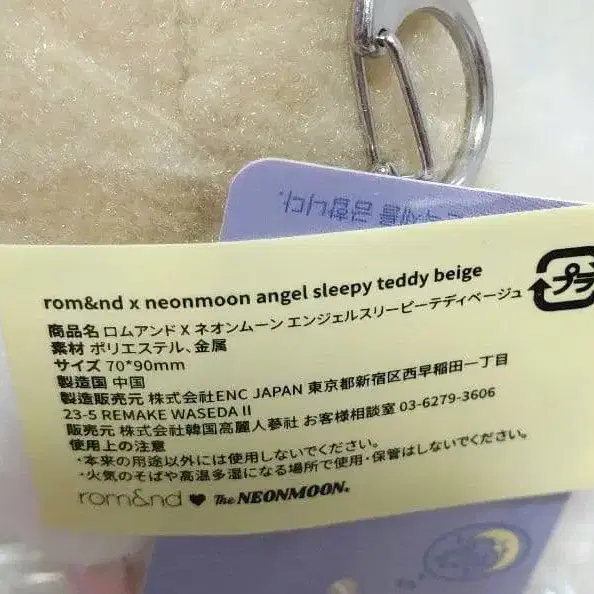 합니다.
rom&nd x neonmoon angel sleepy teddy beige
商品名 ロムアンド X ネオンムーン エンジェルスリーピーテディベージュ
プラ
素材 ポリエステル、金属
サイズ 70*90mm
製造国 中国
製造販売元 株式会社ENC JAPAN 東京都新宿区西早稲田一丁目
23-5 REMAKE WASEDA II
販売元 株式会社韓国高麗人蔘社 お客様相談室 03-6279-3606
使用上の注意
・本来の用途以外には使用しないでください。
・火気のそばや高温多湿になる場所で使用・保管はしないでください。
rom&nd ♥ The NEONMOON.